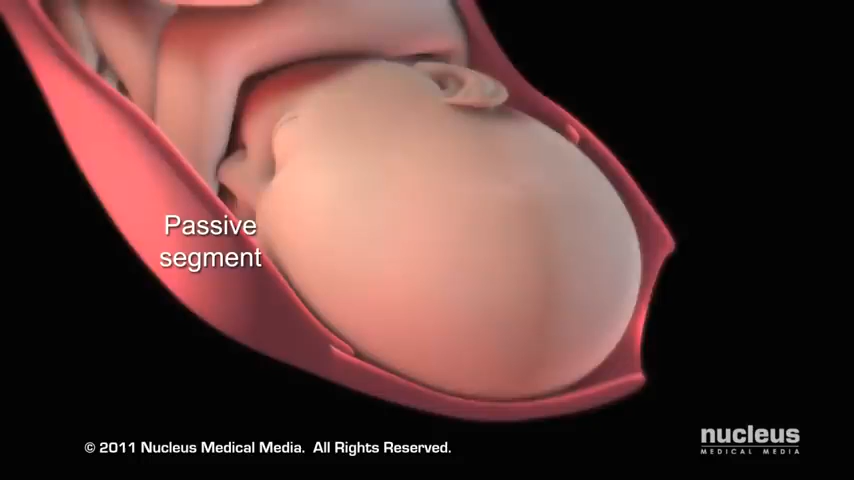 Passive
segment
© 2011 Nucleus Medical Media. All Rights Reserved.
nucleus
MEDICAL MEDIA